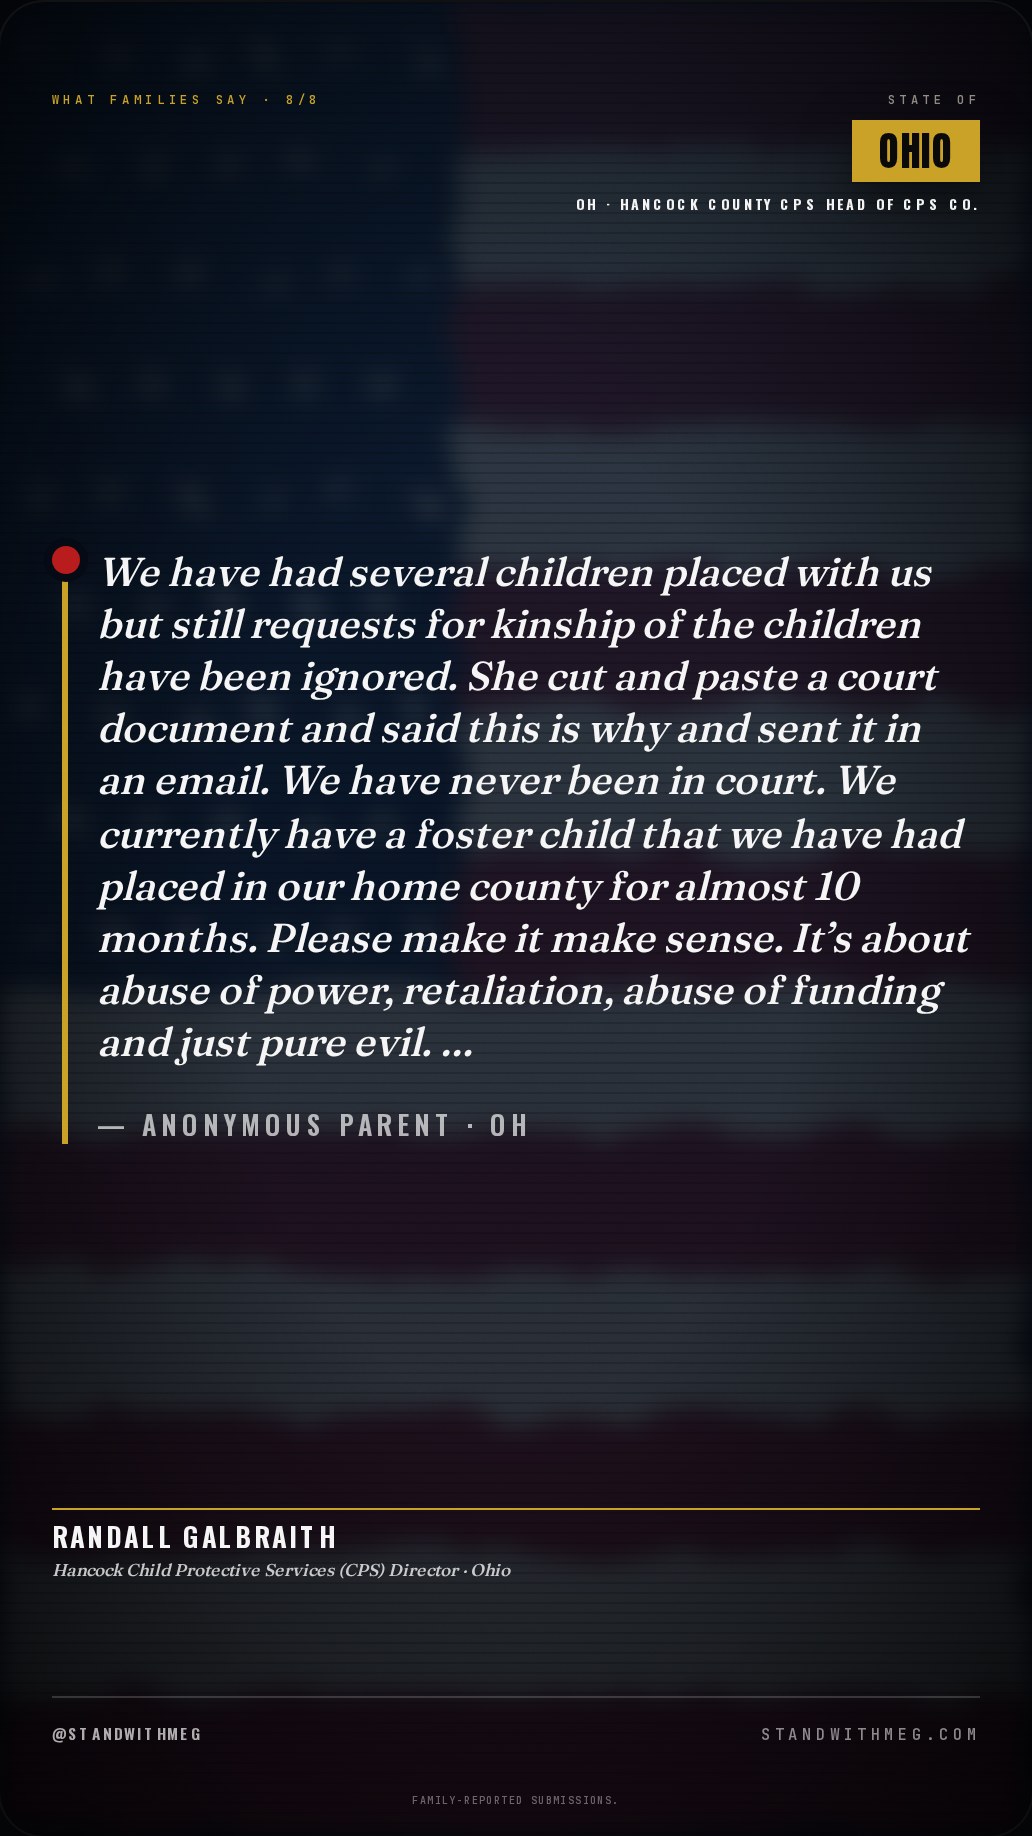 WHAT FAMILIES SAY · 8/8
STATE OF
OHIO
OH · HANCOCK COUNTY CPS HEAD OF CPS CO.
We have had several children placed with us
but still requests for kinship of the children
have been ignored. She cut and paste a court
document and said this is why and sent it in
an email. We have never been in court. We
currently have a foster child that we have had
placed in our home county for almost 10
months. Please make it make sense. It’s about
abuse of power, retaliation, abuse of funding
and just pure evil. ...
— ANONYMOUS PARENT · OH
RANDALL GALBRAITH
Hancock Child Protective Services (CPS) Director · Ohio
@STANDWITHMEG
STANDWITHMEG.COM
FAMILY-REPORTED SUBMISSIONS.